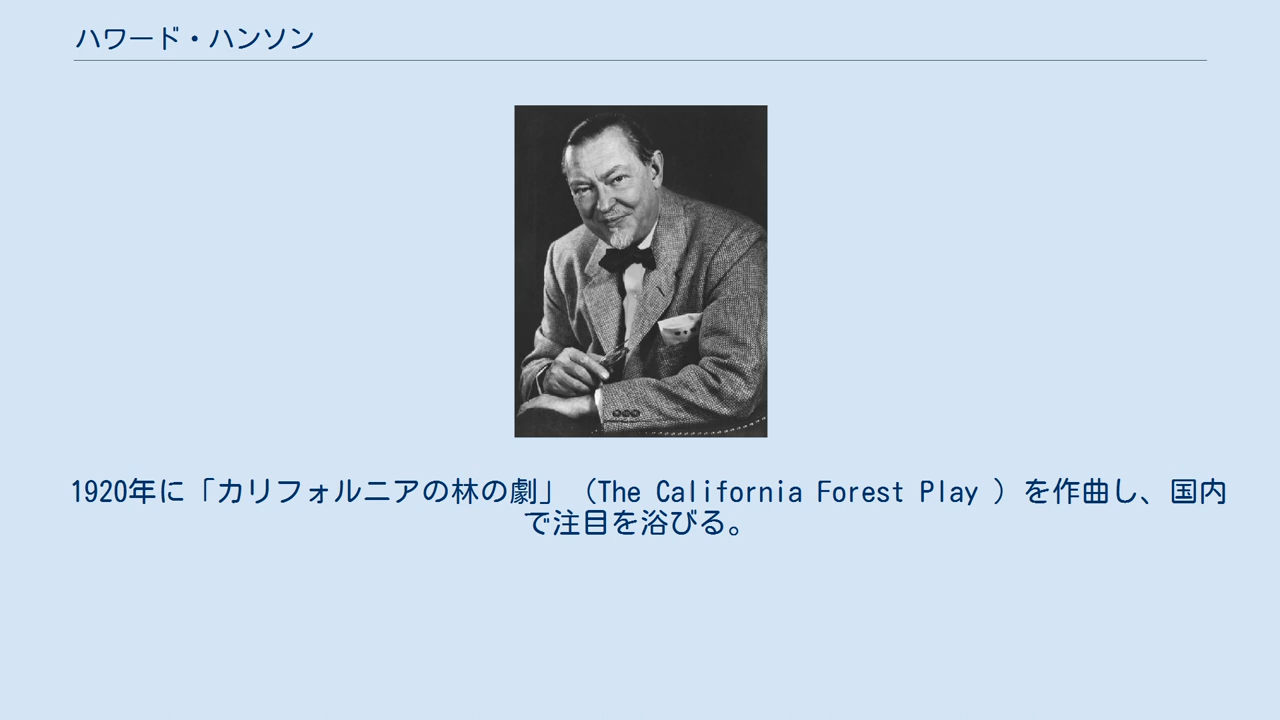 ハワード・ハンソン
1920年に「カリフォルニアの林の劇」（The California Forest Play ）を作曲し、国内
で注目を浴びる。